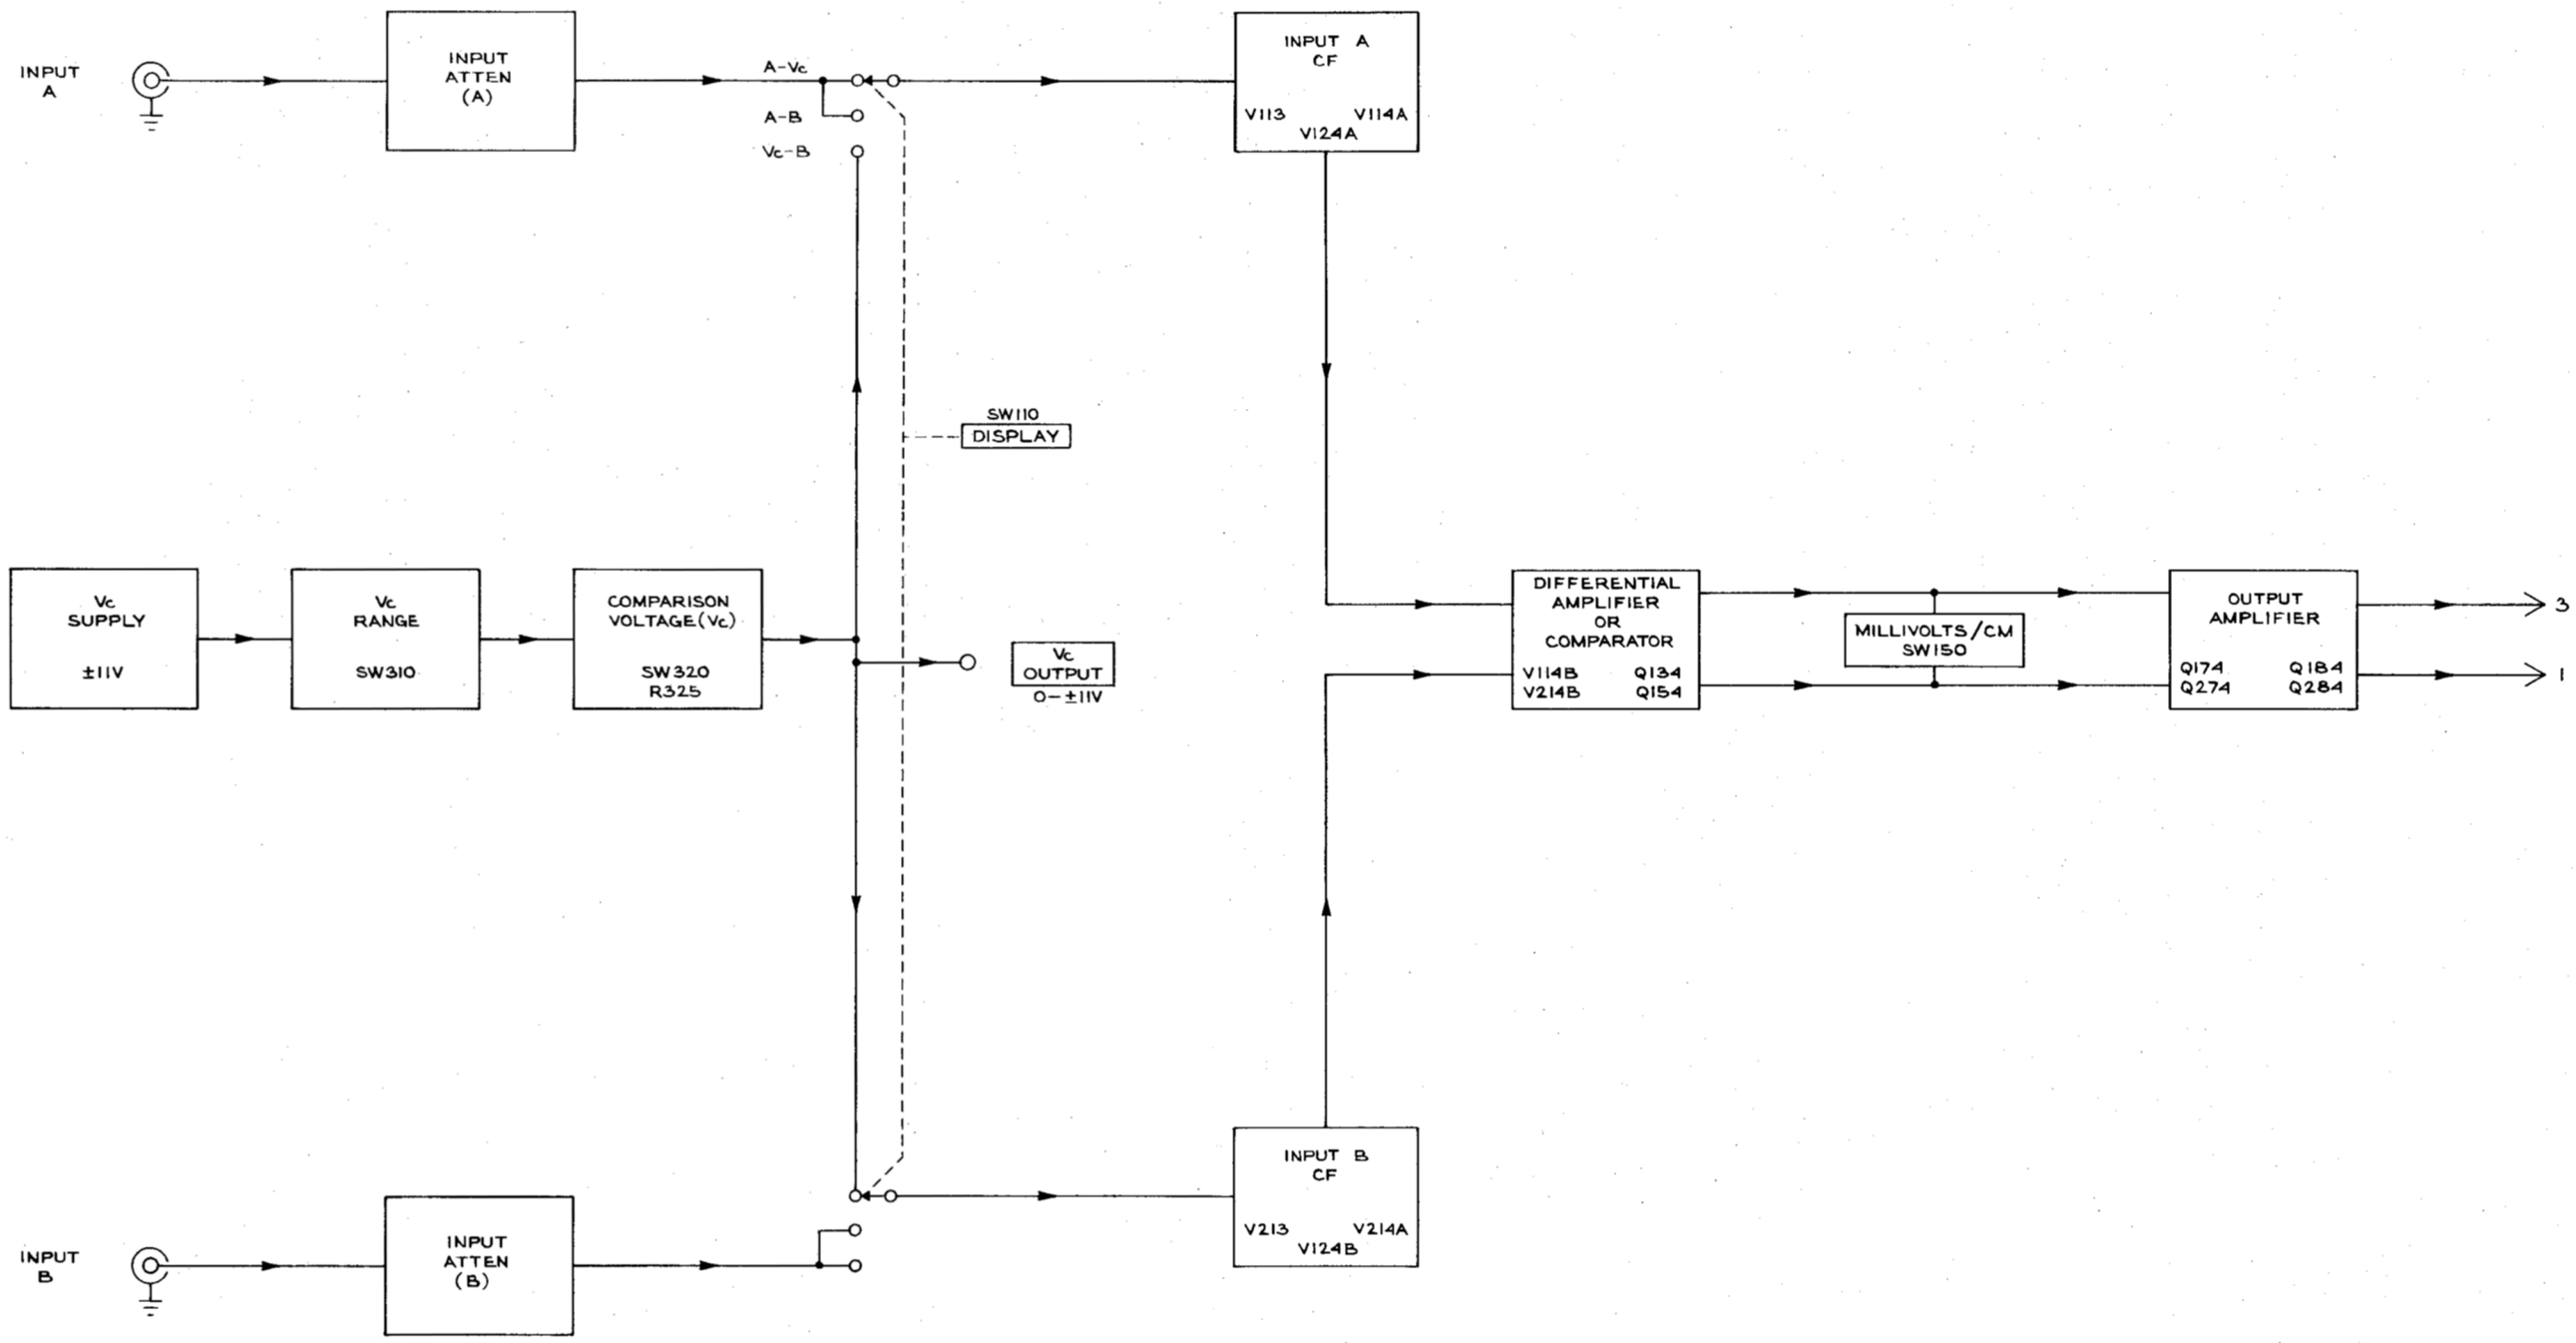 INPUT
A
INPUT
ATTEN
(A)
A-Vc
A-B
Vc-B
INPUT A
CF
V113 V114A
V124A
SW110
DISPLAY
Vc
SUPPLY
±11V
Vc
RANGE
SW310
COMPARISON
VOLTAGE(Vc)
SW320
R325
Vc
OUTPUT
0-±11V
DIFFERENTIAL
AMPLIFIER
OR
COMPARATOR
V114B Q134
V214B Q154
MILLIVOLTS/CM
SW150
OUTPUT
AMPLIFIER
Q174 Q184
Q274 Q284
3
1
INPUT B
CF
V213 V214A
V124B
INPUT
B
INPUT
ATTEN
(B)